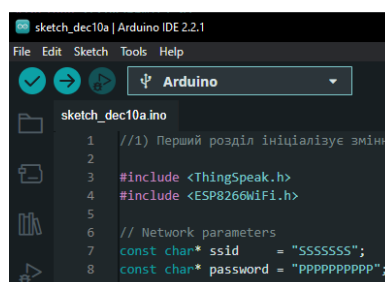 sketch_dec10a | Arduino IDE 2.2.1
File Edit Sketch Tools Help
Arduino
sketch_dec10a.ino
1 //1) Перший розділ ініціалізує
2
3 #include <ThingSpeak.h>
4 #include <ESP8266WiFi.h>
5
6 // Network parameters
7 const char* ssid = "SSSSSSS";
8 const char* password = "PPPPPPPPPP";